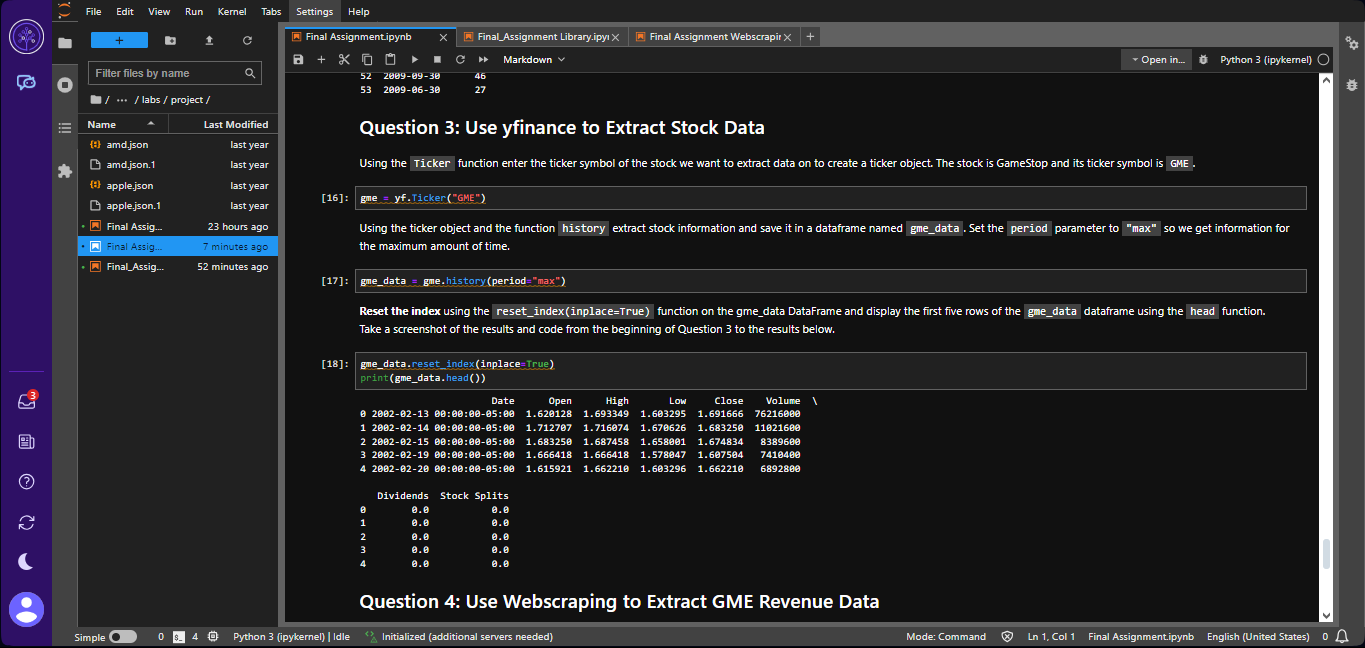 File Edit View Run Kernel Tabs Settings Help
Final Assignment.ipynb
Final_Assignment Library.ipyr
Final Assignment Webscrapir
Filter files by name
/ ··· / labs / project /
Name Last Modified
amd.json last year
amd.json.1 last year
apple.json last year
apple.json.1 last year
Final Assig... 23 hours ago
Final Assig... 7 minutes ago
Final_Assig... 52 minutes ago
3
Markdown
Open in...
Python 3 (ipykernel)
52 2009-09-30 46
53 2009-06-30 27
Question 3: Use yfinance to Extract Stock Data
Using the Ticker function enter the ticker symbol of the stock we want to extract data on to create a ticker object. The stock is GameStop and its ticker symbol is GME.
[16]: gme = yf.Ticker("GME")
Using the ticker object and the function history extract stock information and save it in a dataframe named gme_data. Set the period parameter to "max" so we get information for
the maximum amount of time.
[17]: gme_data = gme.history(period="max")
Reset the index using the reset_index(inplace=True) function on the gme_data DataFrame and display the first five rows of the gme_data dataframe using the head function.
Take a screenshot of the results and code from the beginning of Question 3 to the results below.
[18]: gme_data.reset_index(inplace=True)
print(gme_data.head())
Date Open High Low Close Volume \
0 2002-02-13 00:00:00-05:00 1.620128 1.693349 1.603295 1.691666 76216000
1 2002-02-14 00:00:00-05:00 1.712707 1.716074 1.670626 1.683250 11021600
2 2002-02-15 00:00:00-05:00 1.683250 1.687458 1.658001 1.674834 8389600
3 2002-02-19 00:00:00-05:00 1.666418 1.666418 1.578047 1.607504 7410400
4 2002-02-20 00:00:00-05:00 1.615921 1.662210 1.603296 1.662210 6892800
Dividends Stock Splits
0 0.0 0.0
1 0.0 0.0
2 0.0 0.0
3 0.0 0.0
4 0.0 0.0
Question 4: Use Webscraping to Extract GME Revenue Data
Simple 0 4 Python 3 (ipykernel) | Idle Initialized (additional servers needed) Mode: Command Ln 1, Col 1 Final Assignment.ipynb English (United States) 0